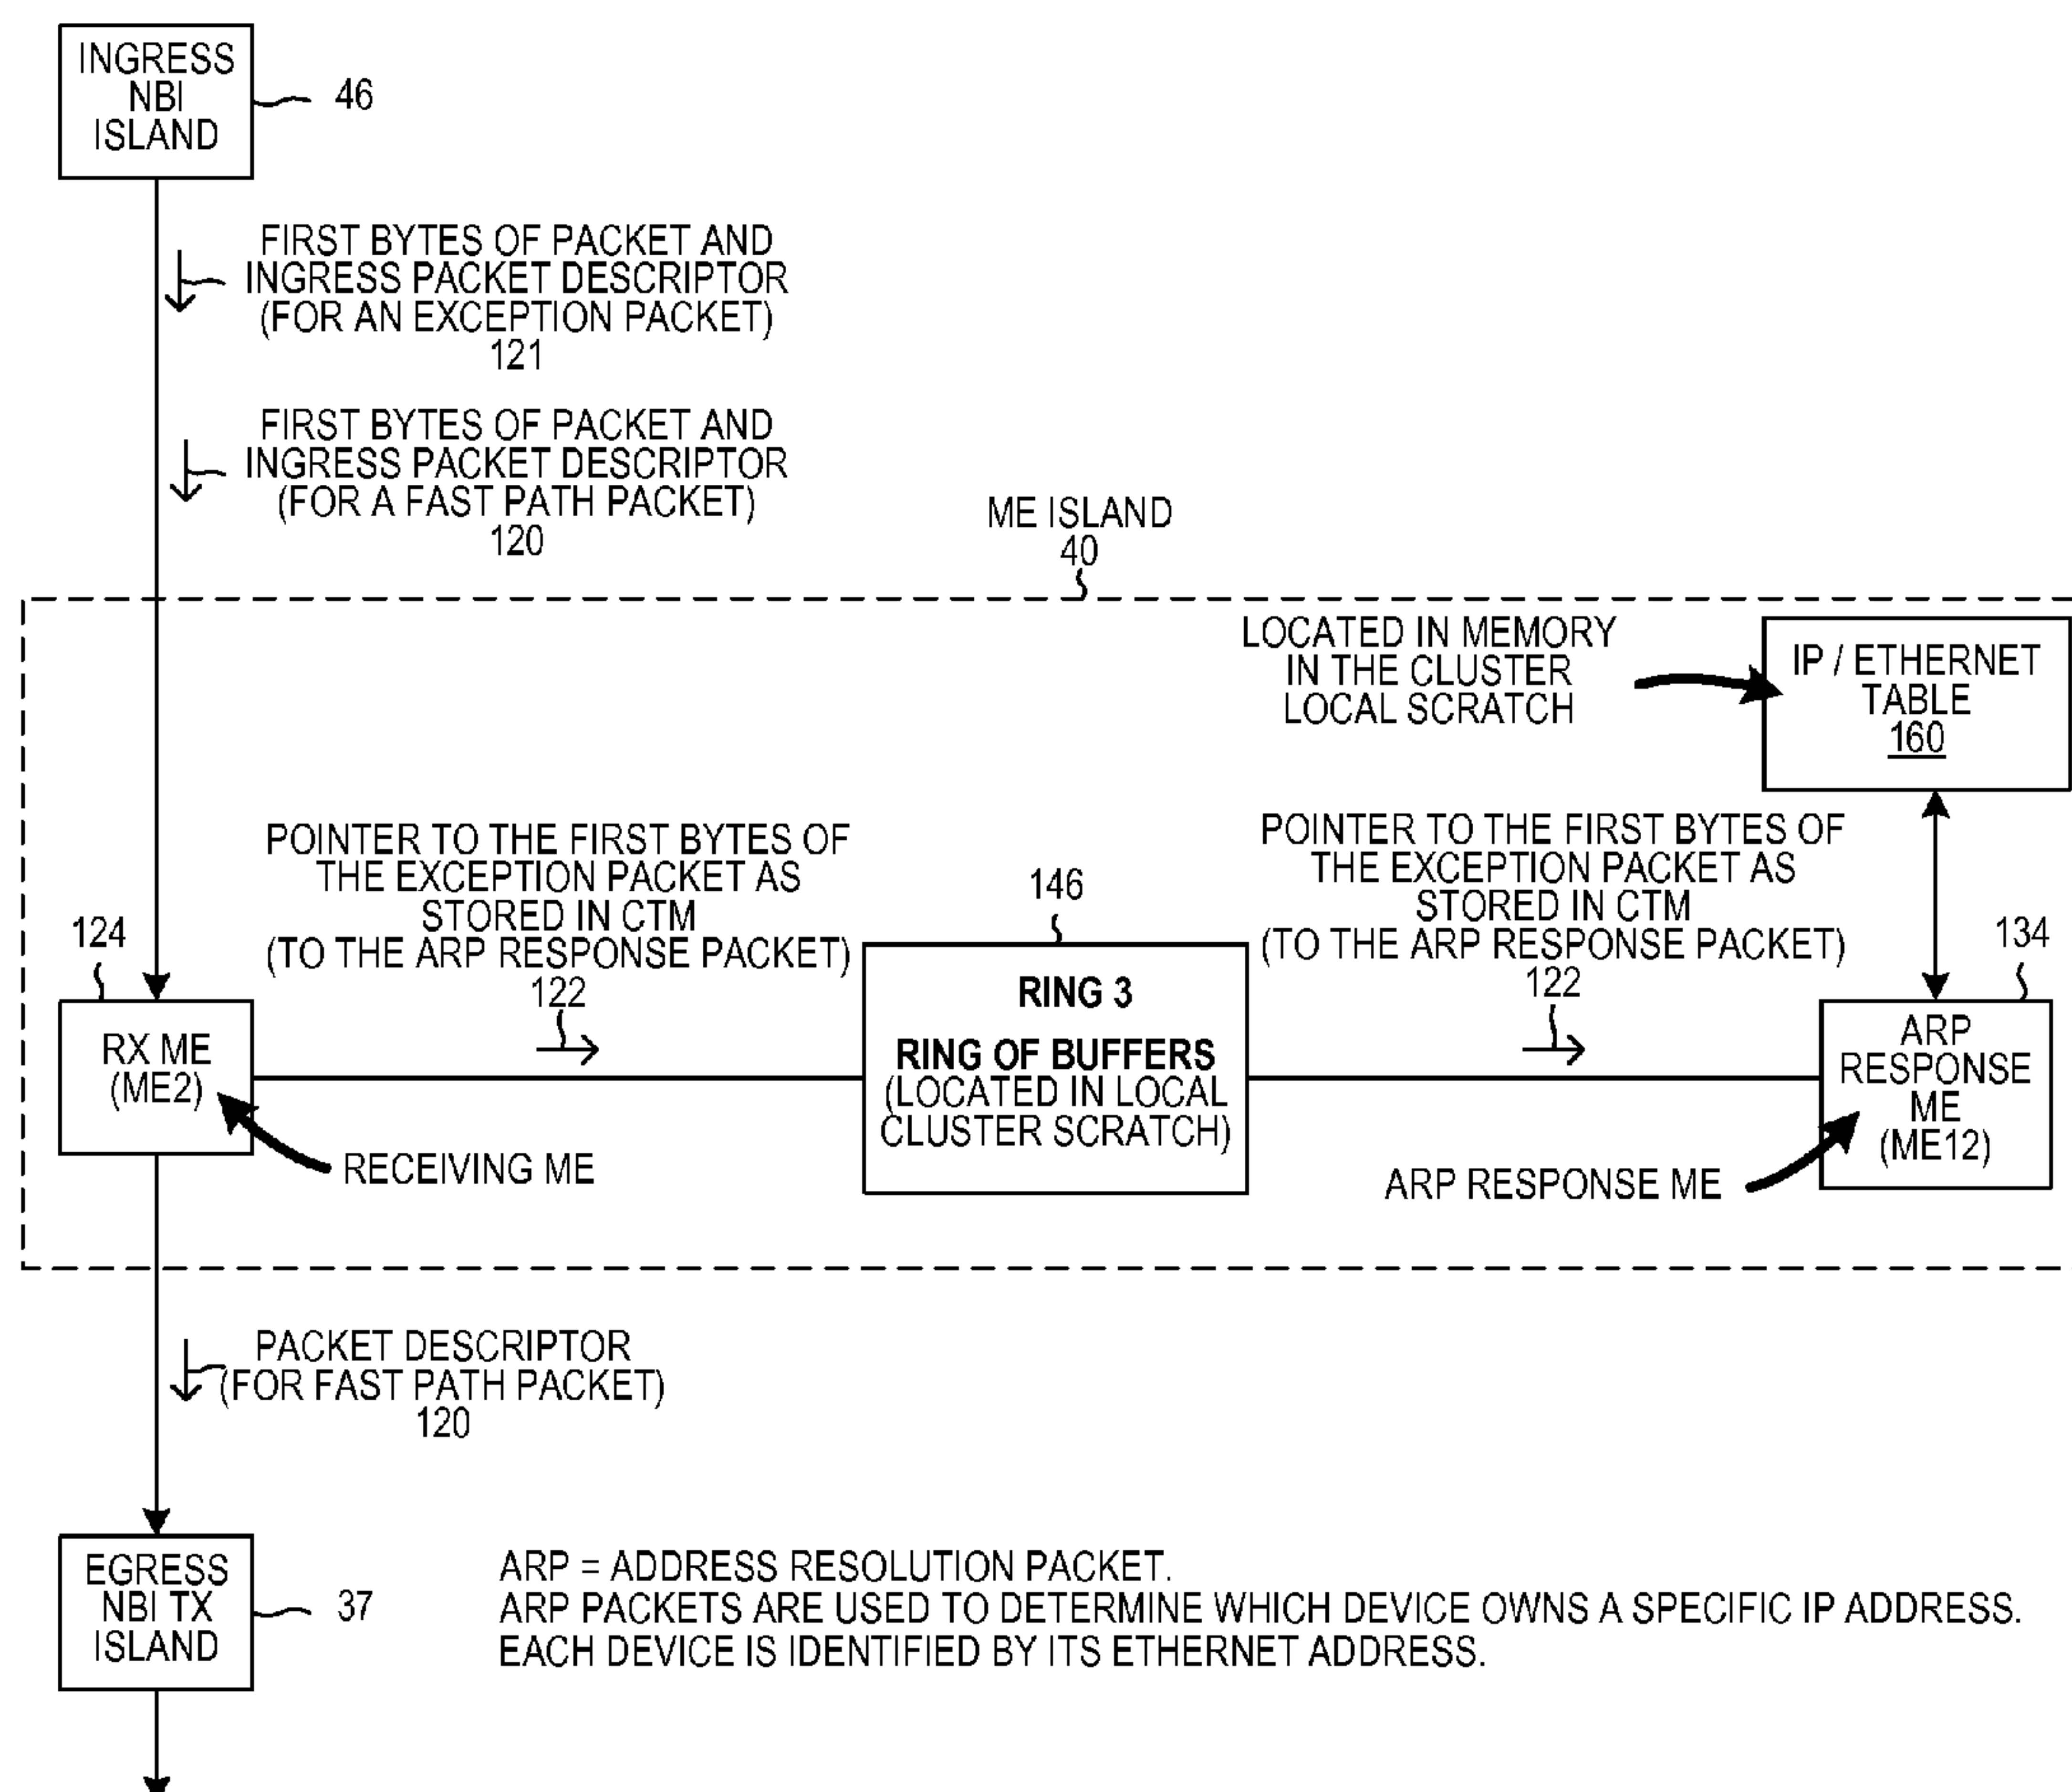 INGRESS
NBI
ISLAND
46
FIRST BYTES OF PACKET AND
INGRESS PACKET DESCRIPTOR
(FOR AN EXCEPTION PACKET)
121
FIRST BYTES OF PACKET AND
INGRESS PACKET DESCRIPTOR
(FOR A FAST PATH PACKET)
120
ME ISLAND
40
LOCATED IN MEMORY
IN THE CLUSTER
LOCAL SCRATCH
IP / ETHERNET
TABLE
160
POINTER TO THE FIRST BYTES OF
THE EXCEPTION PACKET AS
STORED IN CTM
(TO THE ARP RESPONSE PACKET)
122
POINTER TO THE FIRST BYTES OF
THE EXCEPTION PACKET AS
STORED IN CTM
(TO THE ARP RESPONSE PACKET)
122
124
RX ME
(ME2)
RECEIVING ME
146
RING 3
RING OF BUFFERS
(LOCATED IN LOCAL
CLUSTER SCRATCH)
134
ARP
RESPONSE
ME
(ME12)
ARP RESPONSE ME
PACKET DESCRIPTOR
(FOR FAST PATH PACKET)
120
EGRESS
NBI TX
ISLAND
37
ARP = ADDRESS RESOLUTION PACKET.
ARP PACKETS ARE USED TO DETERMINE WHICH DEVICE OWNS A SPECIFIC IP ADDRESS.
EACH DEVICE IS IDENTIFIED BY ITS ETHERNET ADDRESS.